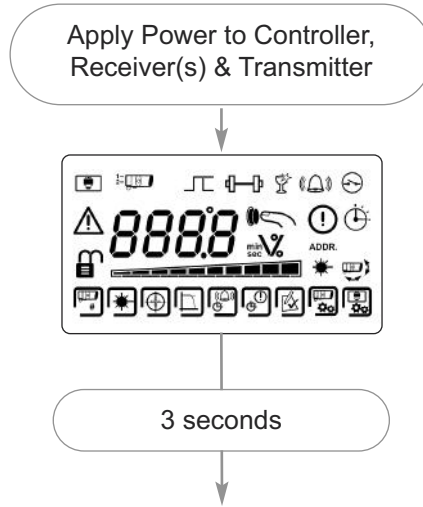 Apply Power to Controller,
Receiver(s) & Transmitter
888.8°
min
sec
%
ADDR.
3 seconds